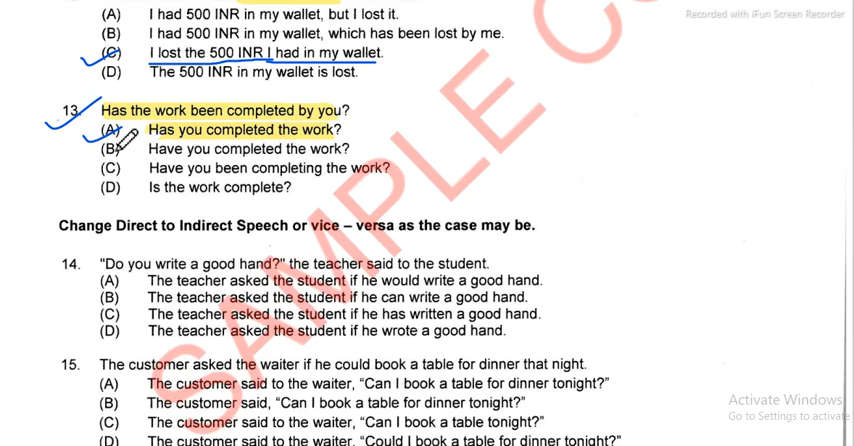 Recorded with iFun Screen Recorder
(A) I had 500 INR in my wallet, but I lost it.
(B) I had 500 INR in my wallet, which has been lost by me.
(C) I lost the 500 INR I had in my wallet.
(D) The 500 INR in my wallet is lost.
13. Has the work been completed by you?
(A) Has you completed the work?
(B) Have you completed the work?
(C) Have you been completing the work?
(D) Is the work complete?
Change Direct to Indirect Speech or vice – versa as the case may be.
14. "Do you write a good hand?" the teacher said to the student.
(A) The teacher asked the student if he would write a good hand.
(B) The teacher asked the student if he can write a good hand.
(C) The teacher asked the student if he has written a good hand.
(D) The teacher asked the student if he wrote a good hand.
15. The customer asked the waiter if he could book a table for dinner that night.
(A) The customer said to the waiter, “Can I book a table for dinner tonight?”
(B) The customer said, “Can I book a table for dinner tonight?”
(C) The customer said to the waiter, “Can I book a table tonight?”
(D) The customer said to the waiter, “Could I book a table for dinner tonight?”
SAMPLE
Activate Windows
Go to Settings to activate